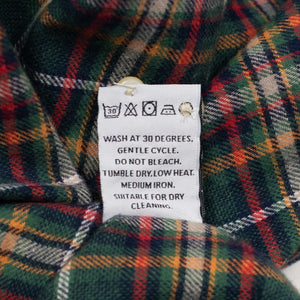 30
WASH AT 30 DEGREES.
GENTLE CYCLE.
DO NOT BLEACH.
TUMBLE DRY.LOW HEAT.
MEDIUM IRON.
SUITABLE FOR DRY
CLEANING.